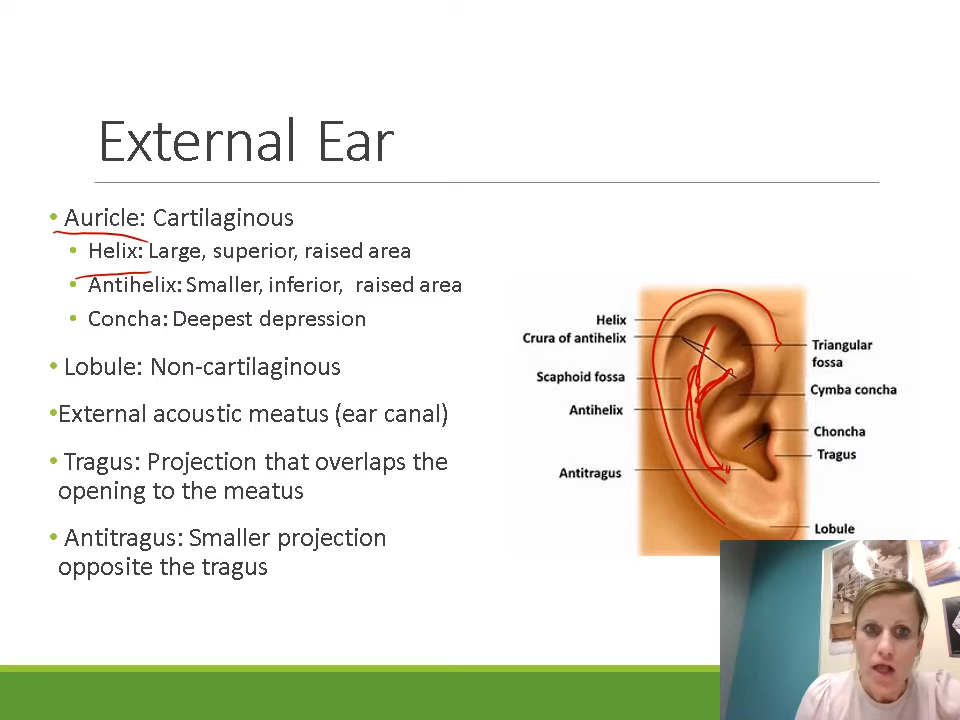 External Ear
• Auricle: Cartilaginous
• Helix: Large, superior, raised area
• Antihelix: Smaller, inferior, raised area
• Concha: Deepest depression
• Lobule: Non-cartilaginous
•External acoustic meatus (ear canal)
• Tragus: Projection that overlaps the
opening to the meatus
• Antitragus: Smaller projection
opposite the tragus
Helix
Crura of antihelix
Scaphoid fossa
Antihelix
Antitragus
Triangular
fossa
Cymba concha
Choncha
Tragus
Lobule